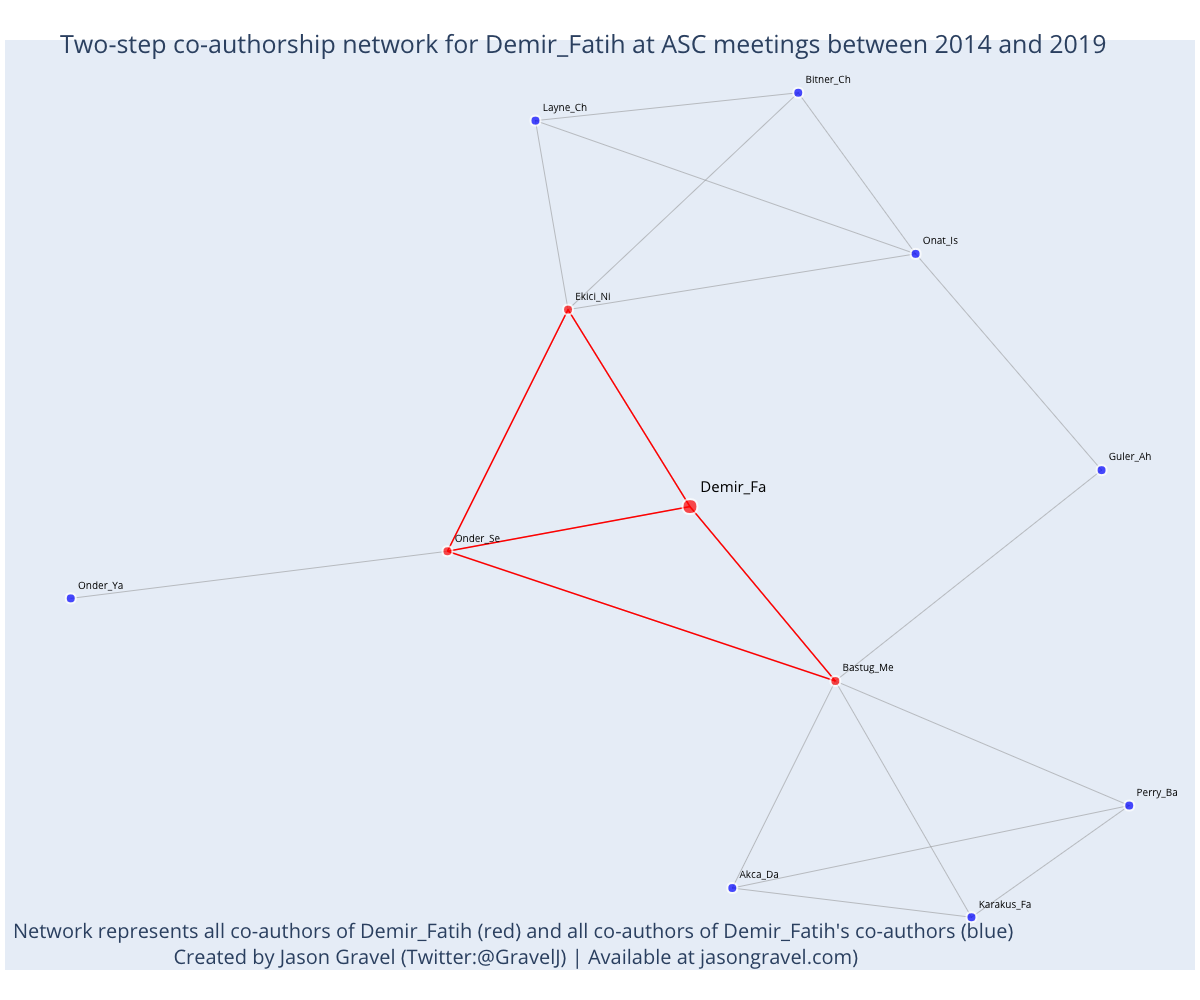 Two-step co-authorship network for Demir_Fatih at ASC meetings between 2014 and 2019
Bitner_Ch
Layne_Ch
Onat_Is
Ekici_Ni
Guler_Ah
Demir_Fa
Onder_Se
Onder_Ya
Bastug_Me
Perry_Ba
Akca_Da
Karakus_Fa
Network represents all co-authors of Demir_Fatih (red) and all co-authors of Demir_Fatih's co-authors (blue)
Created by Jason Gravel (Twitter:@GravelJ) | Available at jasongravel.com)